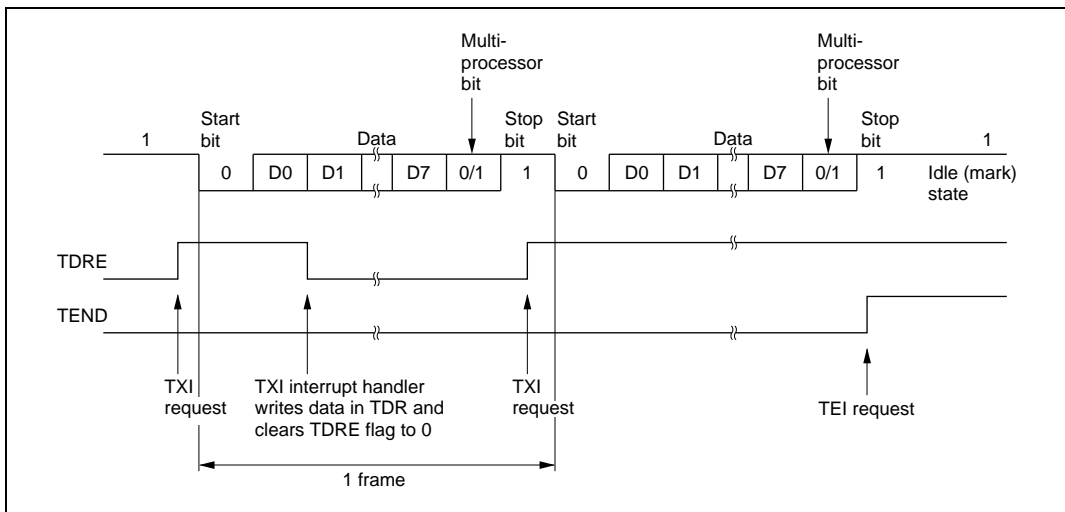 Multi-
processor
bit
Multi-
processor
bit
Start
bit
Stop
bit
Start
bit
Stop
bit
1 Data Data 1
0 D0 D1 D7 0/1 1 0 D0 D1 D7 0/1 1 Idle (mark)
state
TDRE
TEND
TXI
request
TXI interrupt handler
writes data in TDR and
clears TDRE flag to 0
TXI
request
TEI request
1 frame